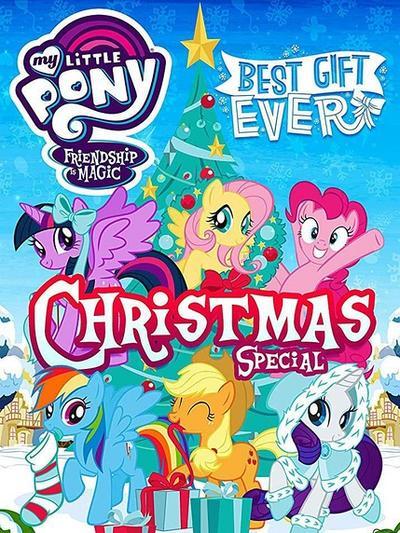 my LITTLE
PONY
FRIENDSHIP
IS MAGIC
BEST GIFT
EVER
CHRISTMAS
SPECIAL